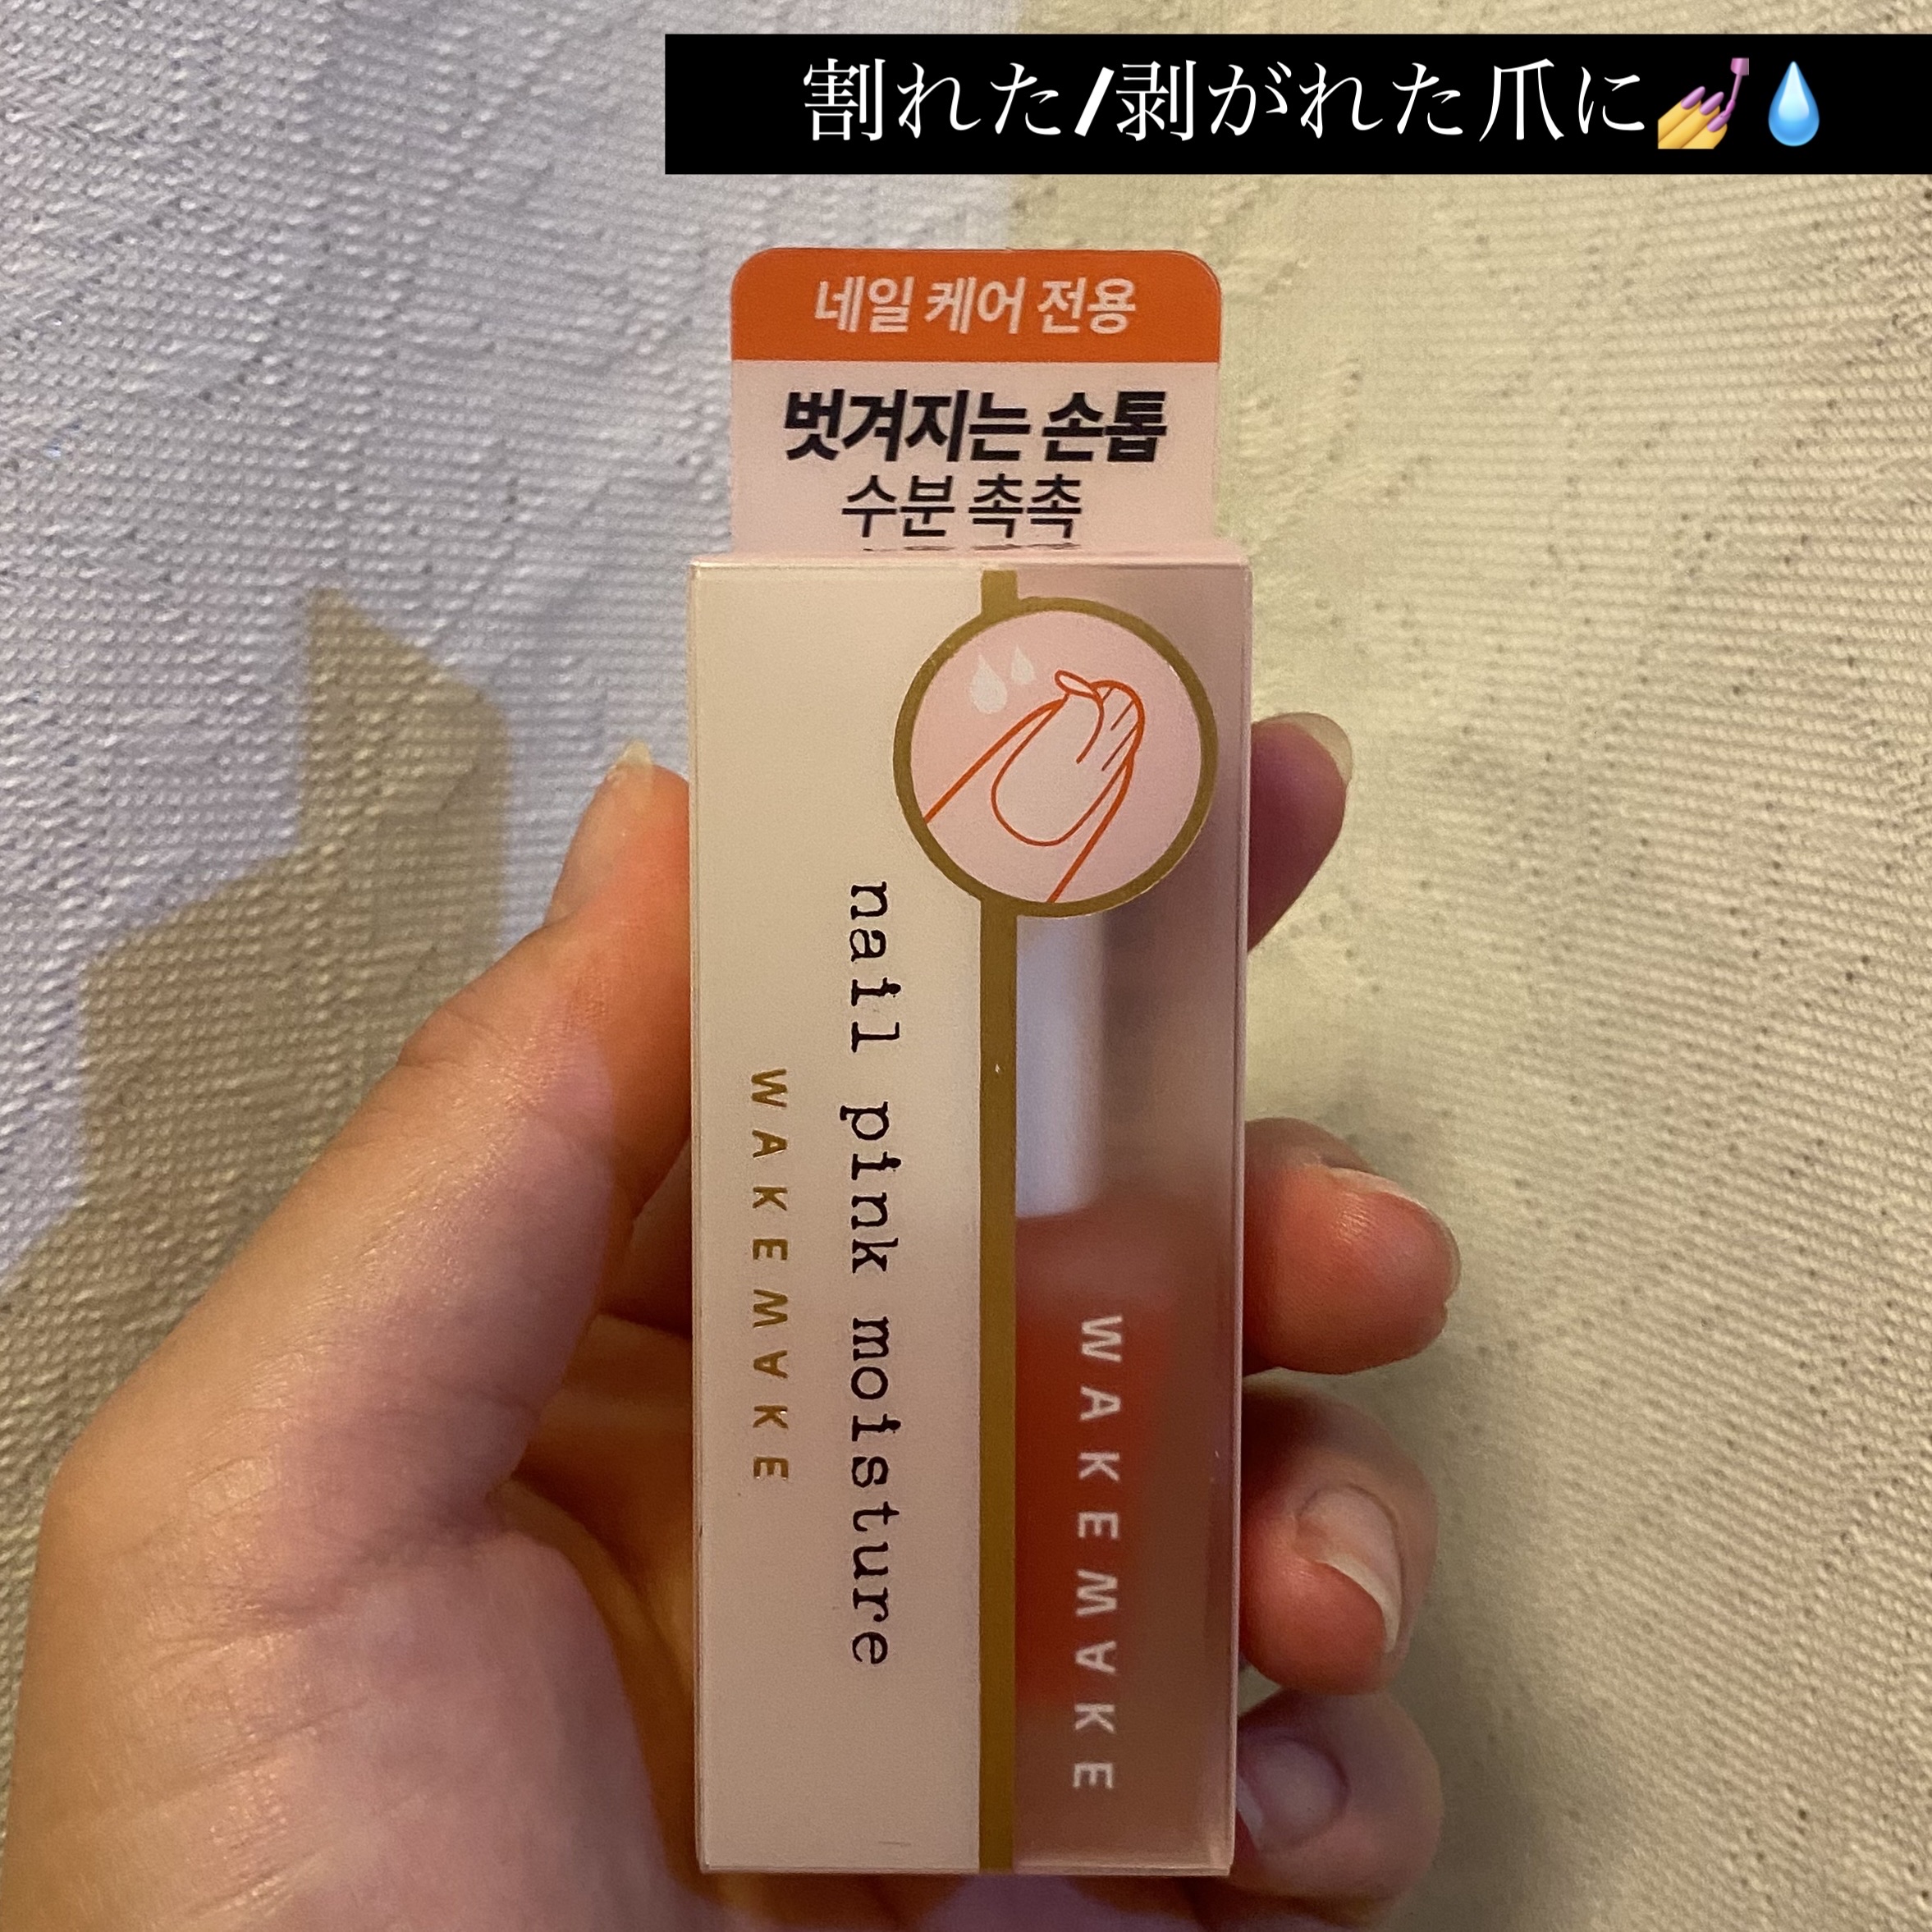 割れた/剥がれた爪に💅💧
네일 케어 전용
벗겨지는 손톱
수분 촉촉
nail pink moisture
WAKEMAKE
WAKEMAKE